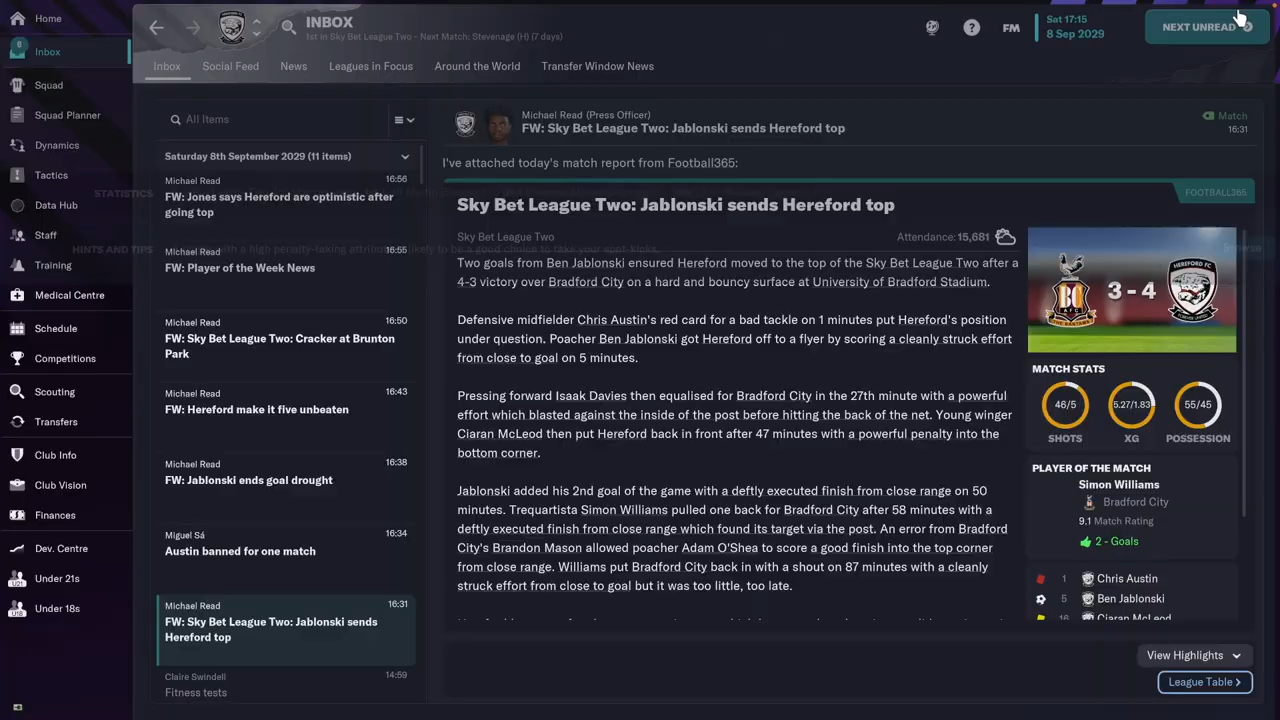 Home
INBOX
1st in Sky Bet League Two - Next Match: Stevenage (H) (7 days)
FM
Sat 17:15
8 Sep 2029
NEXT UNREAD
6
Inbox
Squad
Squad Planner
Dynamics
Tactics
Data Hub
Staff
Training
Medical Centre
Schedule
Competitions
Scouting
Transfers
Club Info
Club Vision
Finances
Dev. Centre
Under 21s
Under 18s
Inbox
Social Feed
News
Leagues in Focus
Around the World
Transfer Window News
All Items
Saturday 8th September 2029 (11 items)
Michael Read
16:56
FW: Jones says Hereford are optimistic after
going top
Michael Read
16:55
FW: Player of the Week News
Michael Read
16:50
FW: Sky Bet League Two: Cracker at Brunton
Park
Michael Read
16:43
FW: Hereford make it five unbeaten
Michael Read
16:38
FW: Jablonski ends goal drought
Miguel Sá
16:34
Austin banned for one match
Michael Read
16:31
FW: Sky Bet League Two: Jablonski sends
Hereford top
Claire Swindell
14:59
Fitness tests
STATISTICS
HINTS AND TIPS
Michael Read (Press Officer)
FW: Sky Bet League Two: Jablonski sends Hereford top
Match
16:31
I've attached today's match report from Football365:
FOOTBALL365
Sky Bet League Two: Jablonski sends Hereford top
Sky Bet League Two
Attendance: 15,681
Two goals from Ben Jablonski ensured Hereford moved to the top of the Sky Bet League Two after a
4-3 victory over Bradford City on a hard and bouncy surface at University of Bradford Stadium.
Defensive midfielder Chris Austin's red card for a bad tackle on 1 minutes put Hereford's position
under question. Poacher Ben Jablonski got Hereford off to a flyer by scoring a cleanly struck effort
from close to goal on 5 minutes.
Pressing forward Isaak Davies then equalised for Bradford City in the 27th minute with a powerful
effort which blasted against the inside of the post before hitting the back of the net. Young winger
Ciaran McLeod then put Hereford back in front after 47 minutes with a powerful penalty into the
bottom corner.
Jablonski added his 2nd goal of the game with a deftly executed finish from close range on 50
minutes. Trequartista Simon Williams pulled one back for Bradford City after 58 minutes with a
deftly executed finish from close range which found its target via the post. An error from Bradford
City's Brandon Mason allowed poacher Adam O'Shea to score a good finish into the top corner
from close range. Williams put Bradford City back in with a shout on 87 minutes with a cleanly
struck effort from close to goal but it was too little, too late.
3 - 4
MATCH STATS
46/5
5.27/1.83
55/45
SHOTS
XG
POSSESSION
PLAYER OF THE MATCH
Simon Williams
Bradford City
9.1 Match Rating
2 - Goals
1 Chris Austin
5 Ben Jablonski
16 Ciaran McLeod
View Highlights
League Table